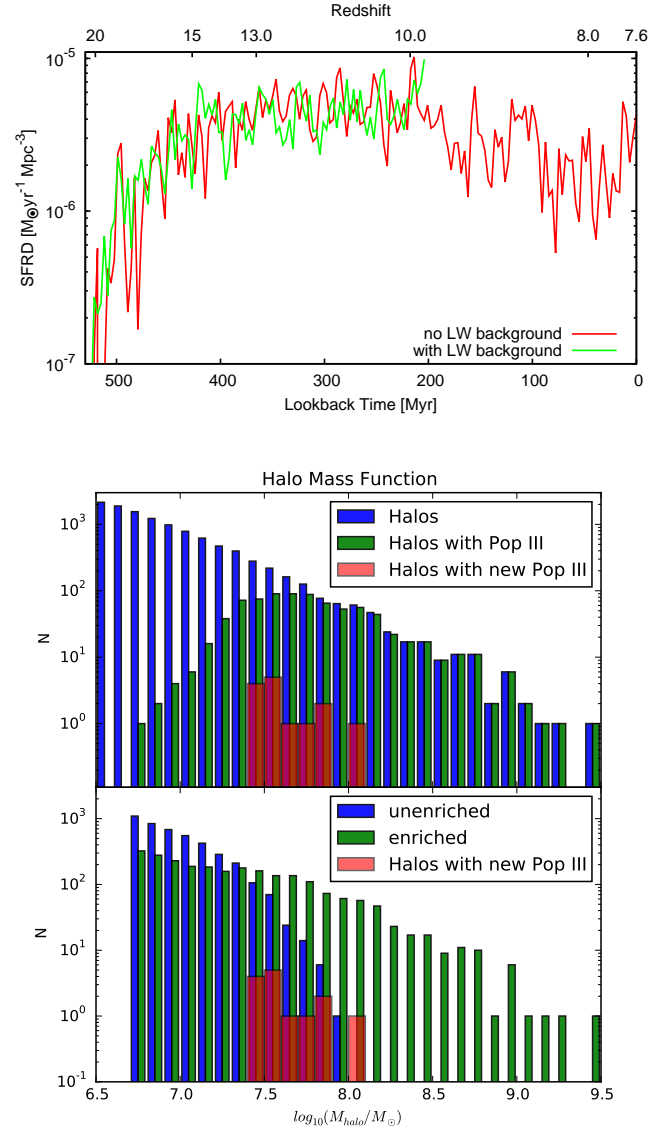 Redshift
20 15 13.0 10.0 8.0 7.6
10^-5
10^-6
10^-7
SFRD [M⊙yr^-1 Mpc^-3]
no LW background
with LW background
500 400 300 200 100 0
Lookback Time [Myr]
Halo Mass Function
Halos
Halos with Pop III
Halos with new Pop III
10^3
10^2
10^1
10^0
N
unenriched
enriched
Halos with new Pop III
10^3
10^2
10^1
10^0
10^-1
N
6.5 7.0 7.5 8.0 8.5 9.0 9.5
log10(Mhalo/M⊙)